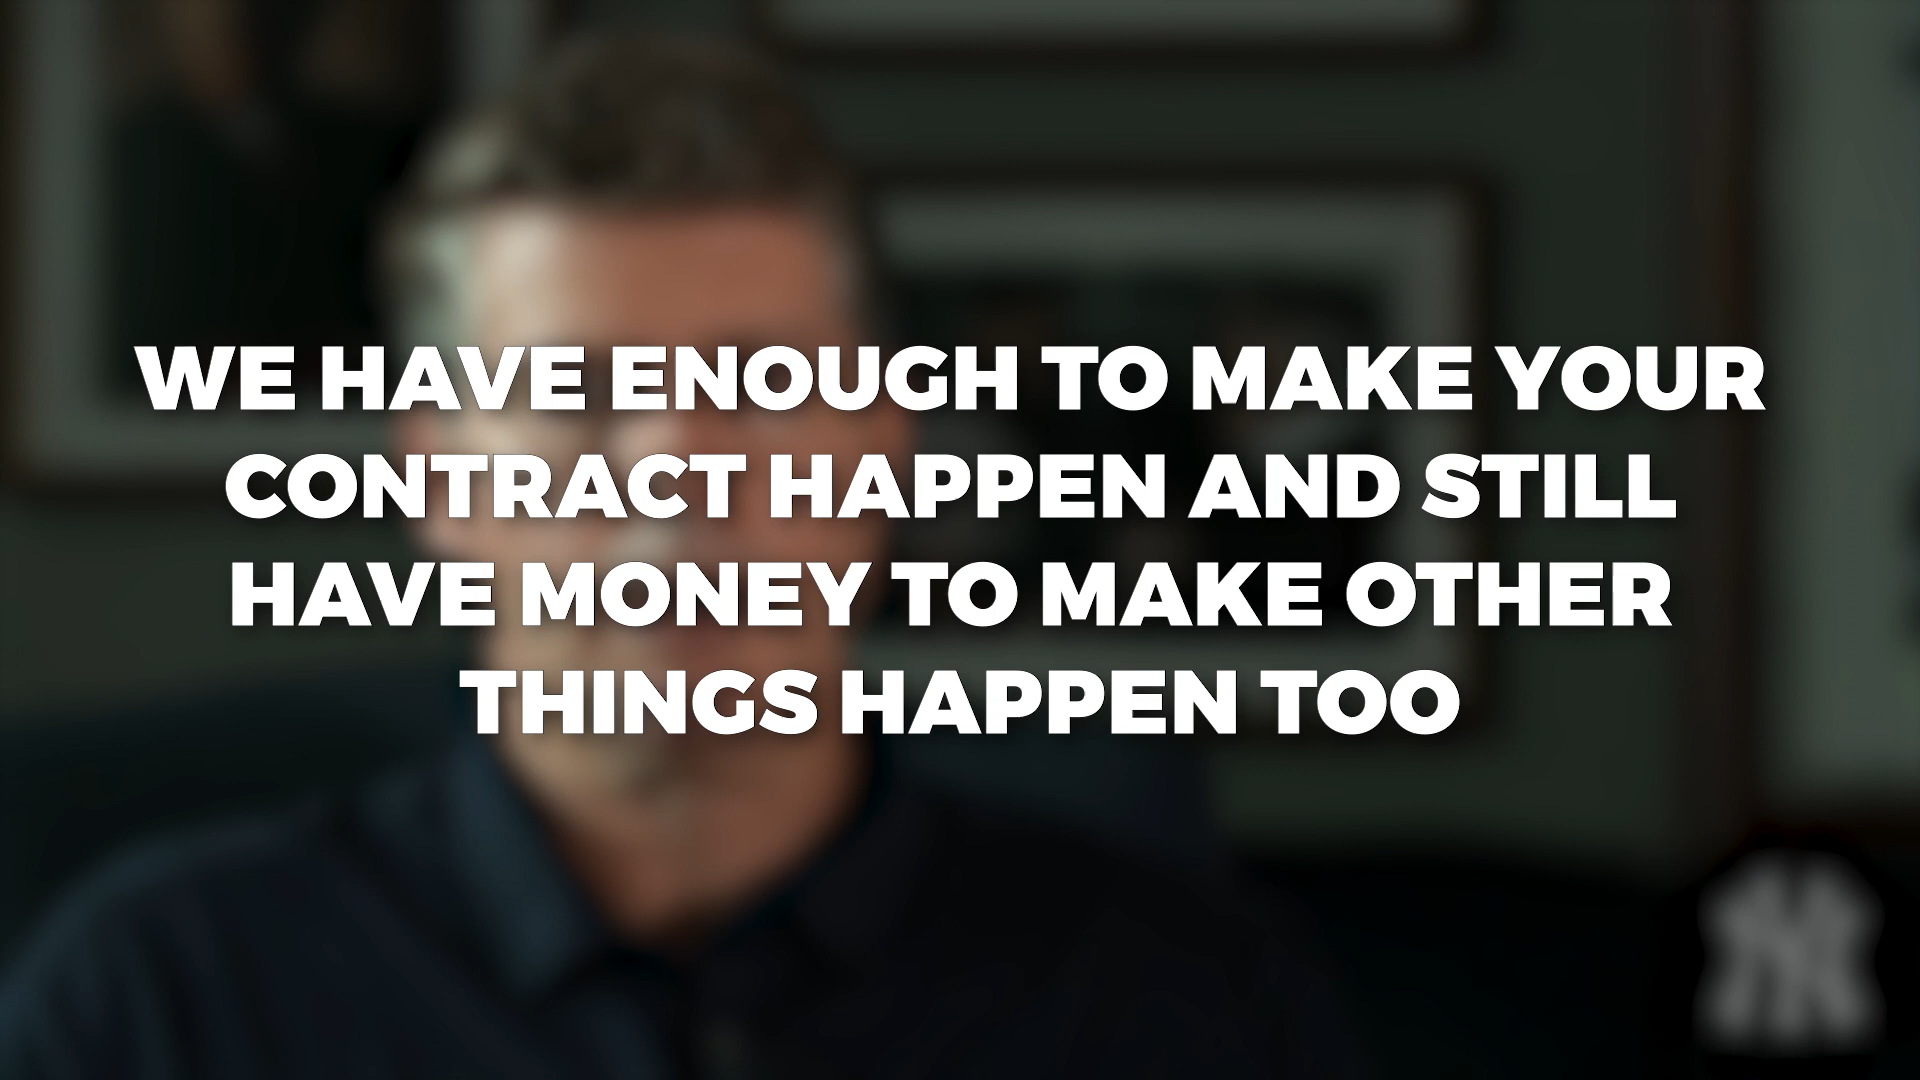 WE HAVE ENOUGH TO MAKE YOUR
CONTRACT HAPPEN AND STILL
HAVE MONEY TO MAKE OTHER
THINGS HAPPEN TOO